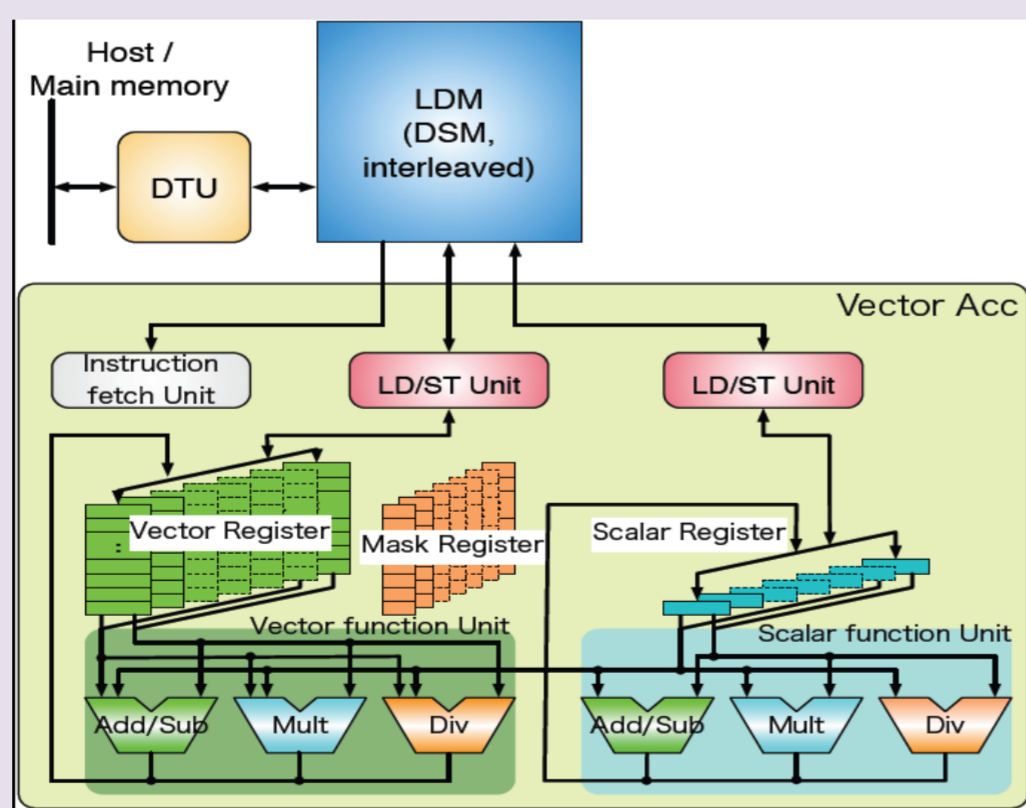 Host /
Main memory
DTU
LDM
(DSM,
interleaved)
Vector Acc
Instruction
fetch Unit
LD/ST Unit
LD/ST Unit
Vector Register
:
Mask Register
Scalar Register
Vector function Unit
Scalar function Unit
Add/Sub
Mult
Div
Add/Sub
Mult
Div